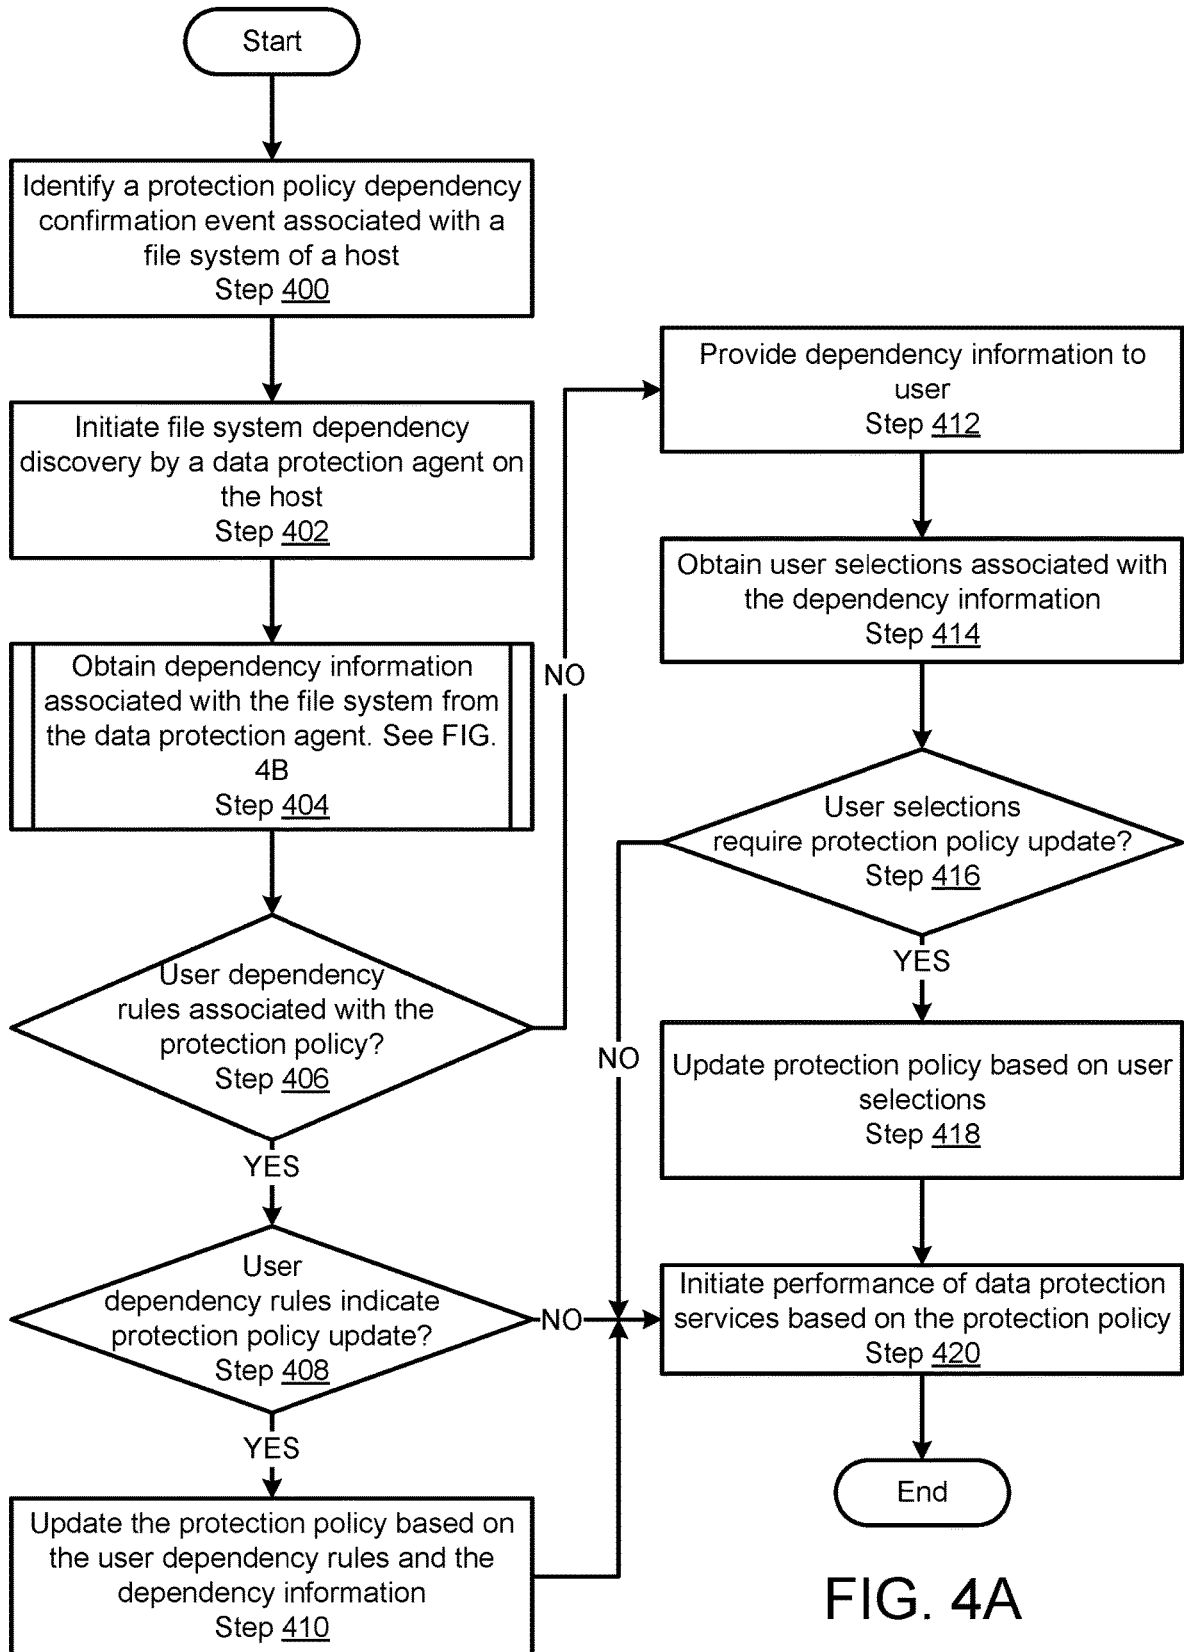 Start
Identify a protection policy dependency
confirmation event associated with a
file system of a host
Step 400
Initiate file system dependency
discovery by a data protection agent on
the host
Step 402
Obtain dependency information
associated with the file system from
the data protection agent. See FIG.
4B
Step 404
User dependency
rules associated with the
protection policy?
Step 406
NO
YES
User
dependency rules indicate
protection policy update?
Step 408
NO
YES
Update the protection policy based on
the user dependency rules and the
dependency information
Step 410
Provide dependency information to
user
Step 412
Obtain user selections associated with
the dependency information
Step 414
User selections
require protection policy update?
Step 416
NO
YES
Update protection policy based on user
selections
Step 418
Initiate performance of data protection
services based on the protection policy
Step 420
End
FIG. 4A